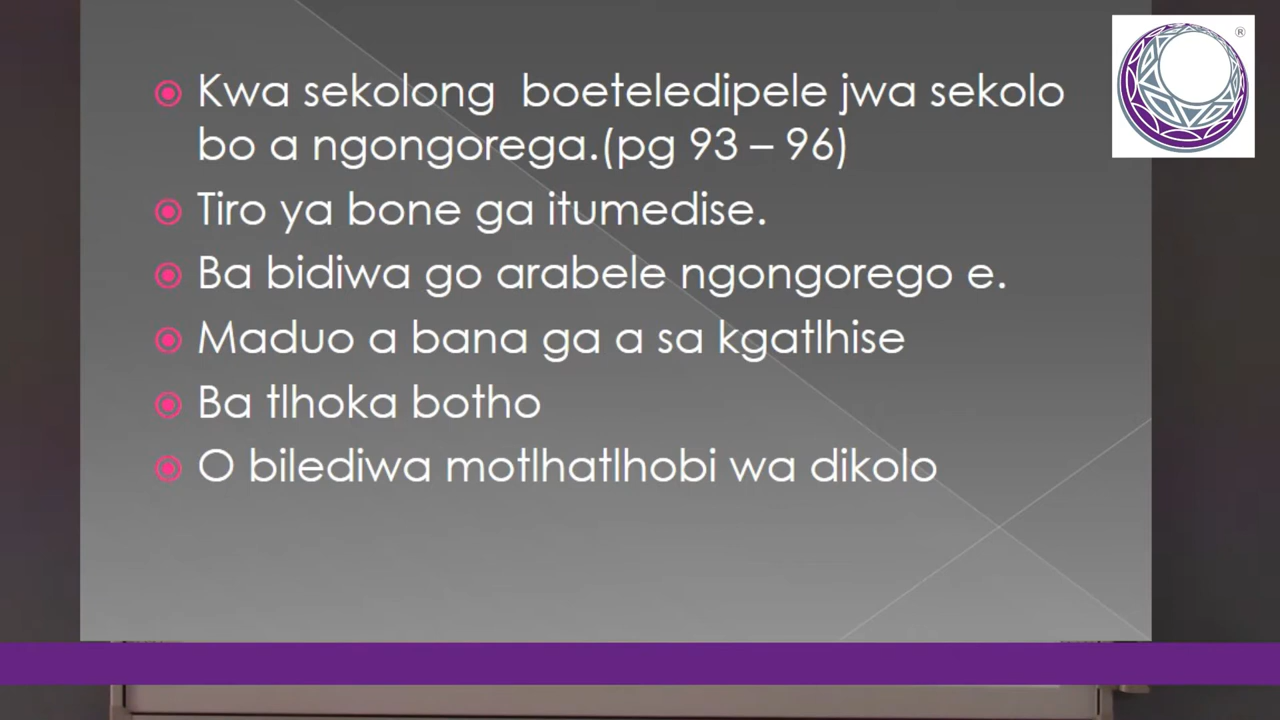 Kwa sekolong boeteledipele jwa sekolo
bo a ngongorega.(pg 93 – 96)
Tiro ya bone ga itumedise.
Ba bidiwa go arabele ngongorego e.
Maduo a bana ga a sa kgatlhise
Ba tlhoka botho
O bilediwa motlhatlhobi wa dikolo
®